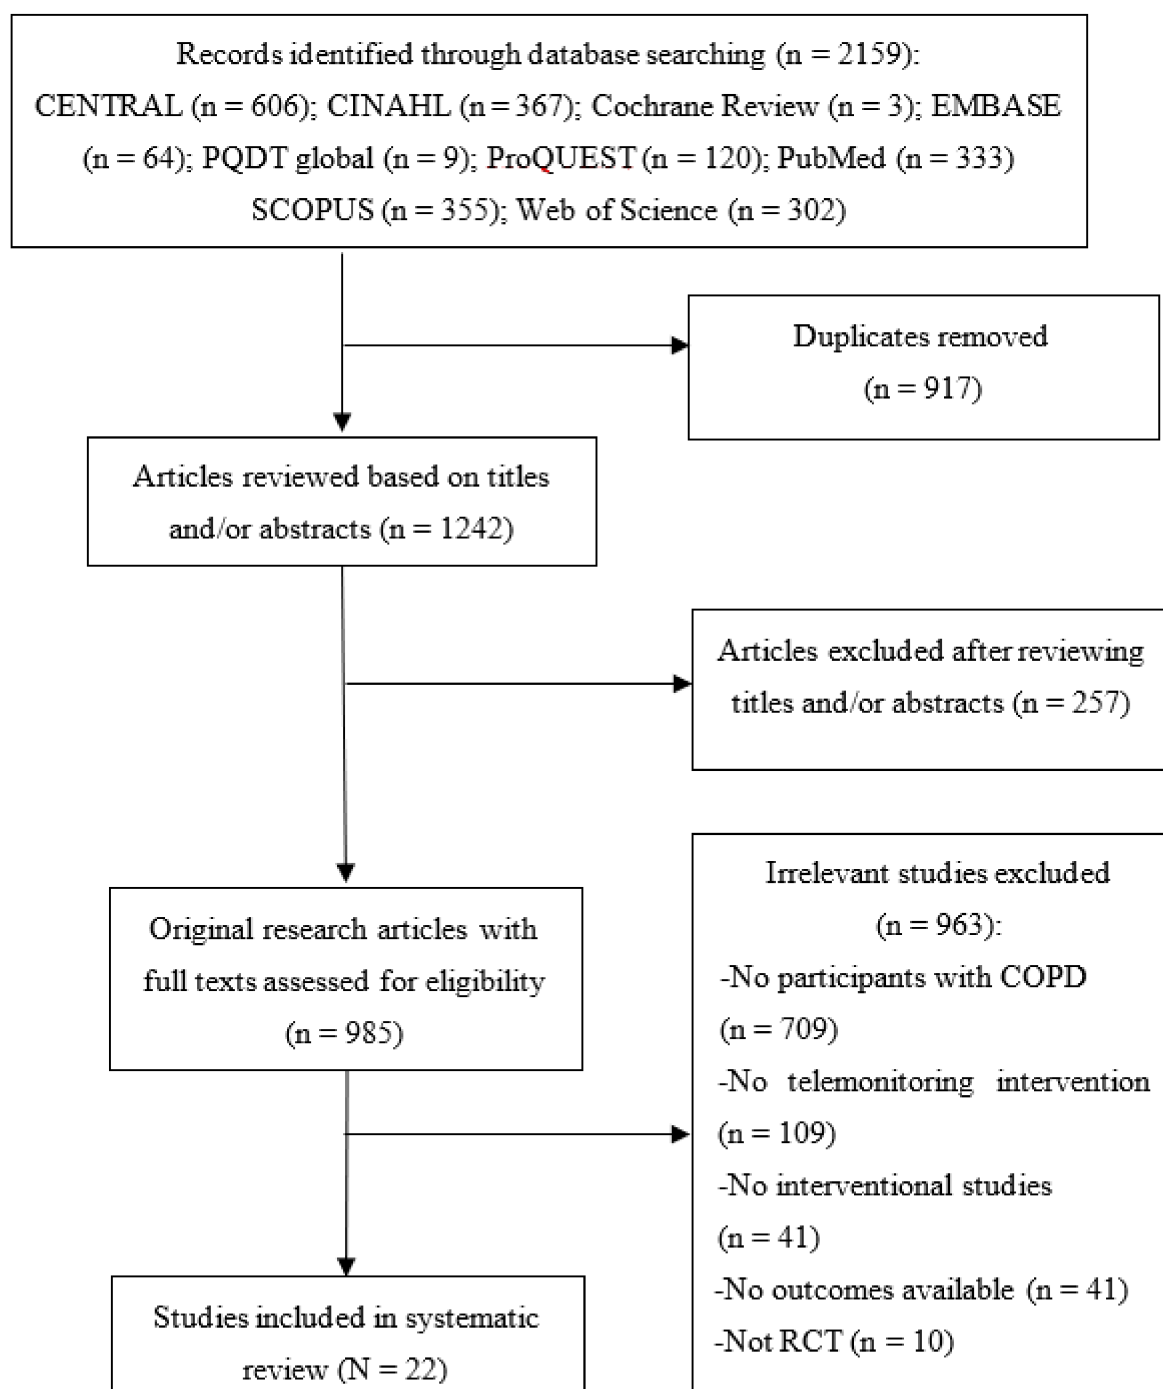 Records identified through database searching (n = 2159):
CENTRAL (n = 606); CINAHL (n = 367); Cochrane Review (n = 3); EMBASE
(n = 64); PQDT global (n = 9); ProQUEST (n = 120); PubMed (n = 333)
SCOPUS (n = 355); Web of Science (n = 302)
Duplicates removed
(n = 917)
Articles reviewed based on titles
and/or abstracts (n = 1242)
Articles excluded after reviewing
titles and/or abstracts (n = 257)
Original research articles with
full texts assessed for eligibility
(n = 985)
Irrelevant studies excluded
(n = 963):
-No participants with COPD
(n = 709)
-No telemonitoring intervention
(n = 109)
-No interventional studies
(n = 41)
-No outcomes available (n = 41)
-Not RCT (n = 10)
Studies included in systematic
review (N = 22)